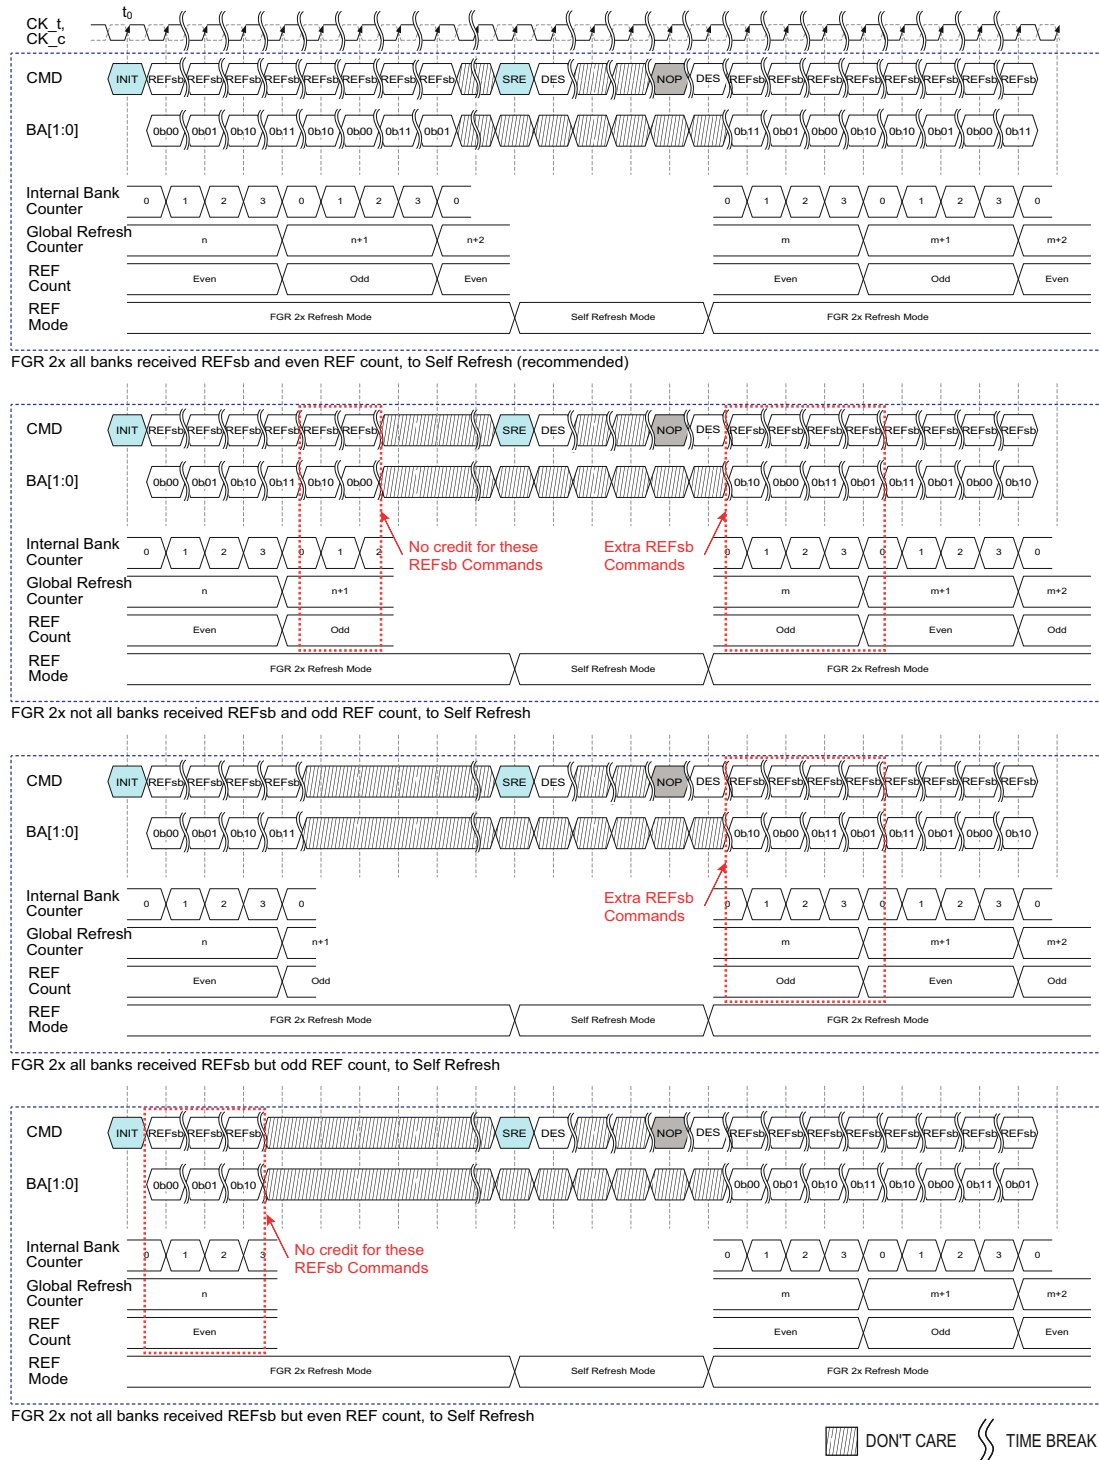 t0
CK_t,
CK_c
CMD INIT REFsb REFsb REFsb REFsb REFsb REFsb REFsb REFsb SRE DES NOP DES REFsb REFsb REFsb REFsb REFsb REFsb REFsb REFsb
BA[1:0] 0b00 0b01 0b10 0b11 0b10 0b00 0b11 0b01 0b11 0b01 0b00 0b10 0b10 0b01 0b00 0b11
Internal Bank
Counter 0 1 2 3 0 1 2 3 0 0 1 2 3 0 1 2 3 0
Global Refresh
Counter n n+1 n+2 m m+1 m+2
REF
Count Even Odd Even Even Odd Even
REF
Mode FGR 2x Refresh Mode Self Refresh Mode FGR 2x Refresh Mode
FGR 2x all banks received REFsb and even REF count, to Self Refresh (recommended)
CMD INIT REFsb REFsb REFsb REFsb REFsb REFsb SRE DES NOP DES REFsb REFsb REFsb REFsb REFsb REFsb REFsb REFsb
BA[1:0] 0b00 0b01 0b10 0b11 0b10 0b00 0b10 0b00 0b11 0b01 0b11 0b01 0b00 0b10
No credit for these
REFsb Commands
Extra REFsb
Commands
Internal Bank
Counter 0 1 2 3 0 1 2 0 1 2 3 0 1 2 3 0
Global Refresh
Counter n n+1 m m+1 m+2
REF
Count Even Odd Odd Even Odd
REF
Mode FGR 2x Refresh Mode Self Refresh Mode FGR 2x Refresh Mode
FGR 2x not all banks received REFsb and odd REF count, to Self Refresh
CMD INIT REFsb REFsb REFsb REFsb SRE DES NOP DES REFsb REFsb REFsb REFsb REFsb REFsb REFsb REFsb
BA[1:0] 0b00 0b01 0b10 0b11 0b10 0b00 0b11 0b01 0b11 0b01 0b00 0b10
Extra REFsb
Commands
Internal Bank
Counter 0 1 2 3 0 0 1 2 3 0 1 2 3 0
Global Refresh
Counter n n+1 m m+1 m+2
REF
Count Even Odd Odd Even Odd
REF
Mode FGR 2x Refresh Mode Self Refresh Mode FGR 2x Refresh Mode
FGR 2x all banks received REFsb but odd REF count, to Self Refresh
CMD INIT REFsb REFsb REFsb SRE DES NOP DES REFsb REFsb REFsb REFsb REFsb REFsb REFsb REFsb
BA[1:0] 0b00 0b01 0b10 0b00 0b01 0b10 0b11 0b10 0b00 0b11 0b01
No credit for these
REFsb Commands
Internal Bank
Counter 0 1 2 3 0 1 2 3 0 1 2 3 0
Global Refresh
Counter n m m+1 m+2
REF
Count Even Even Odd Even
REF
Mode FGR 2x Refresh Mode Self Refresh Mode FGR 2x Refresh Mode
FGR 2x not all banks received REFsb but even REF count, to Self Refresh
DON'T CARE TIME BREAK